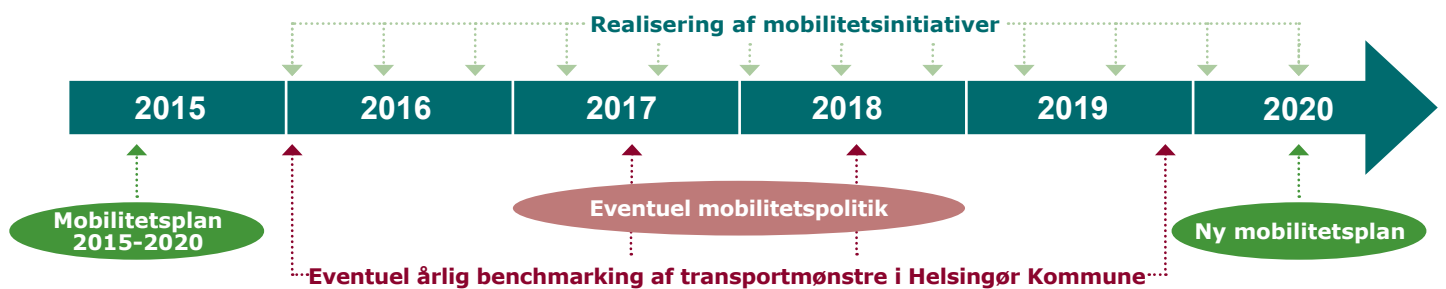 Realisering af mobilitetsinitiativer
2015 2016 2017 2018 2019 2020
Mobilitetsplan
2015-2020
Eventuel mobilitetspolitik
Ny mobilitetsplan
Eventuel årlig benchmarking af transportmønstre i Helsingør Kommune